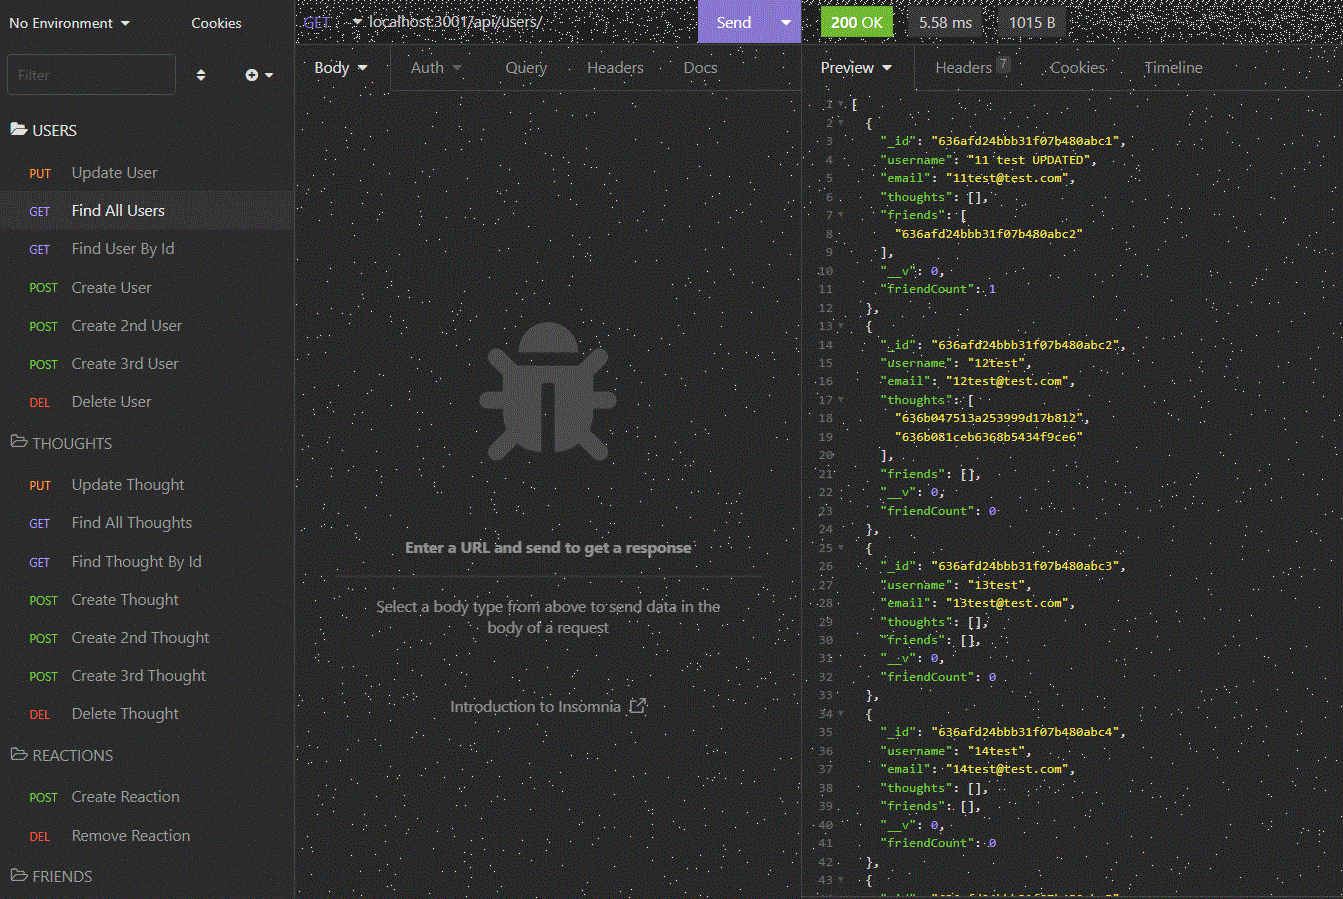 No Environment
Cookies
Filter
USERS
PUT Update User
GET Find All Users
GET Find User By Id
POST Create User
POST Create 2nd User
POST Create 3rd User
DEL Delete User
THOUGHTS
PUT Update Thought
GET Find All Thoughts
GET Find Thought By Id
POST Create Thought
POST Create 2nd Thought
POST Create 3rd Thought
DEL Delete Thought
REACTIONS
POST Create Reaction
DEL Remove Reaction
FRIENDS
GET localhost:3001/api/users/ Send
Body Auth Query Headers Docs
Enter a URL and send to get a response
Select a body type from above to send data in the
body of a request
Introduction to Insomnia
200 OK 5.58 ms 1015 B
Preview Headers 7 Cookies Timeline
1 [
2 {
3 "_id": "636afd24bbb31f07b480abc1",
4 "username": "11 test UPDATED",
5 "email": "11test@test.com",
6 "thoughts": [],
7 "friends": [
8 "636afd24bbb31f07b480abc2"
9 ],
10 "__v": 0,
11 "friendCount": 1
12 },
13 {
14 "_id": "636afd24bbb31f07b480abc2",
15 "username": "12test",
16 "email": "12test@test.com",
17 "thoughts": [
18 "636b047513a253999d17b812",
19 "636b081ceb6368b5434f9ce6"
20 ],
21 "friends": [],
22 "__v": 0,
23 "friendCount": 0
24 },
25 {
26 "_id": "636afd24bbb31f07b480abc3",
27 "username": "13test",
28 "email": "13test@test.com",
29 "thoughts": [],
30 "friends": [],
31 "__v": 0,
32 "friendCount": 0
33 },
34 {
35 "_id": "636afd24bbb31f07b480abc4",
36 "username": "14test",
37 "email": "14test@test.com",
38 "thoughts": [],
39 "friends": [],
40 "__v": 0,
41 "friendCount": 0
42 },
43 {